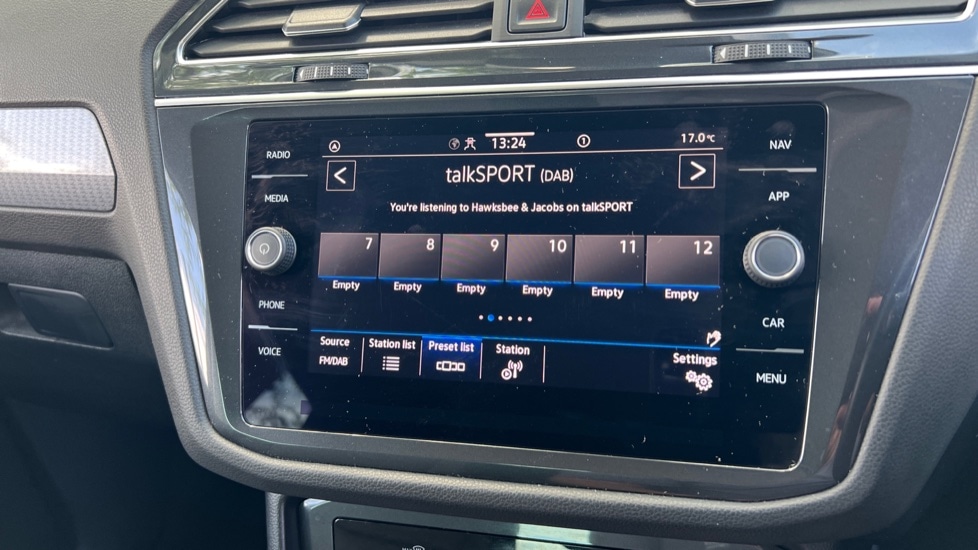 RADIO
MEDIA
PHONE
VOICE
13:24
17.0°C
talkSPORT (DAB)
You're listening to Hawksbee & Jacobs on talkSPORT
7 8 9 10 11 12
Empty Empty Empty Empty Empty Empty
Source Station list Preset list Station Settings
FM/DAB
NAV
APP
CAR
MENU